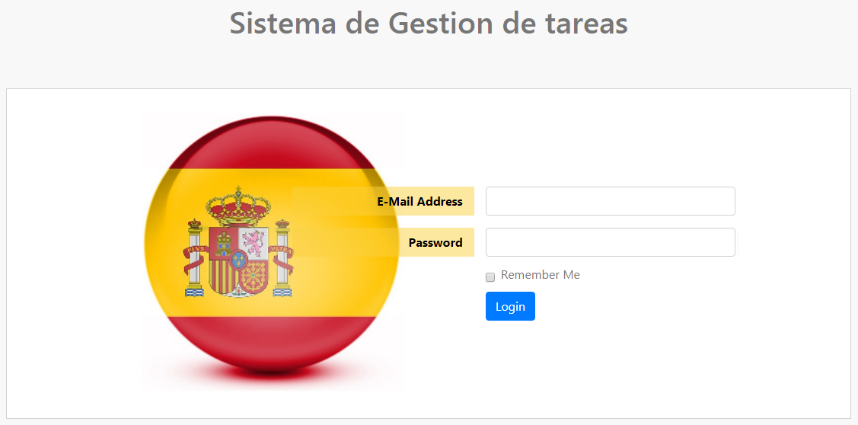 Sistema de Gestion de tareas
E-Mail Address
Password
Remember Me
Login